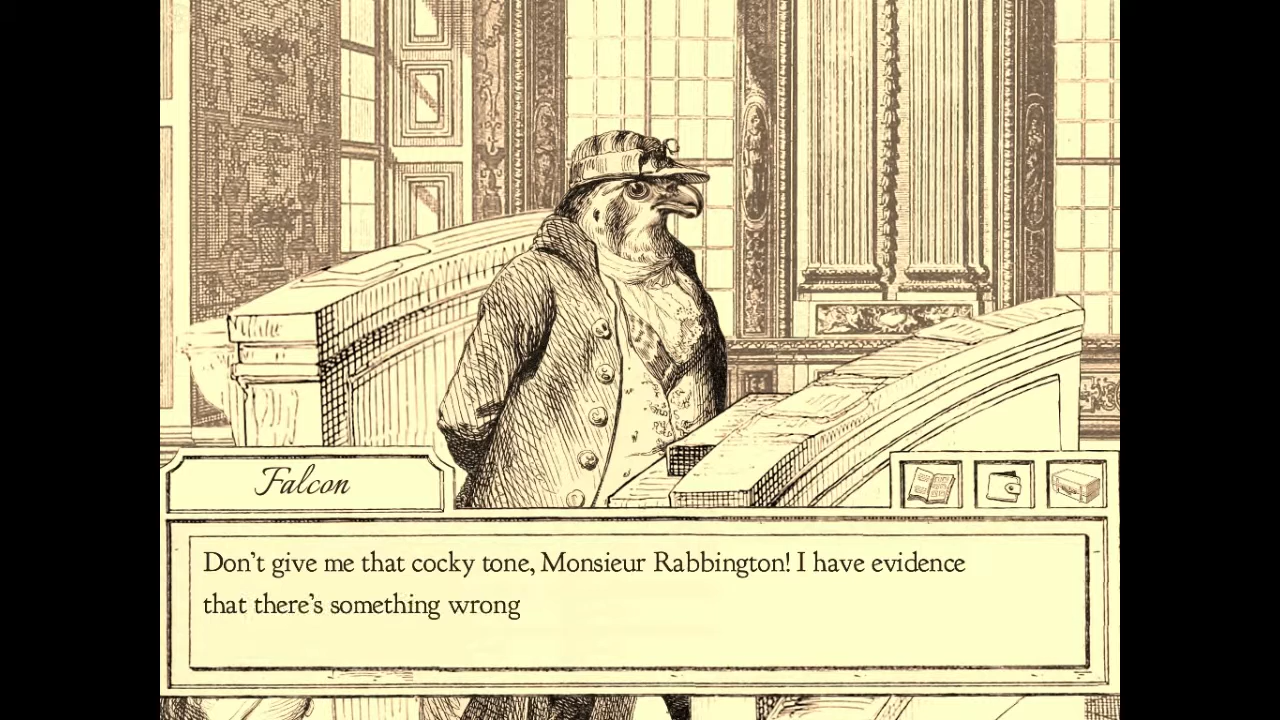 Falcon
Don't give me that cocky tone, Monsieur Rabbington! I have evidence
that there's something wrong